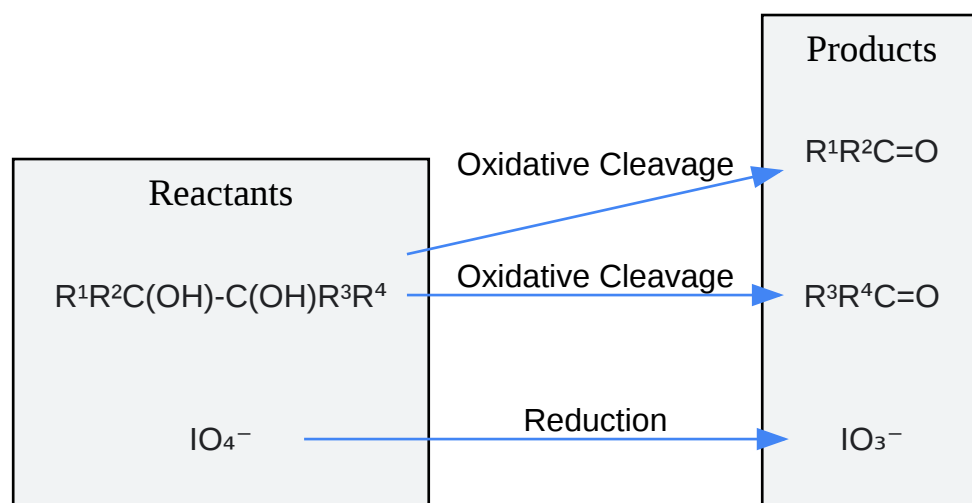 Products
R¹R²C=O
Oxidative Cleavage
Reactants
Oxidative Cleavage
R¹R²C(OH)-C(OH)R³R⁴
R³R⁴C=O
Reduction
IO₄⁻
IO₃⁻